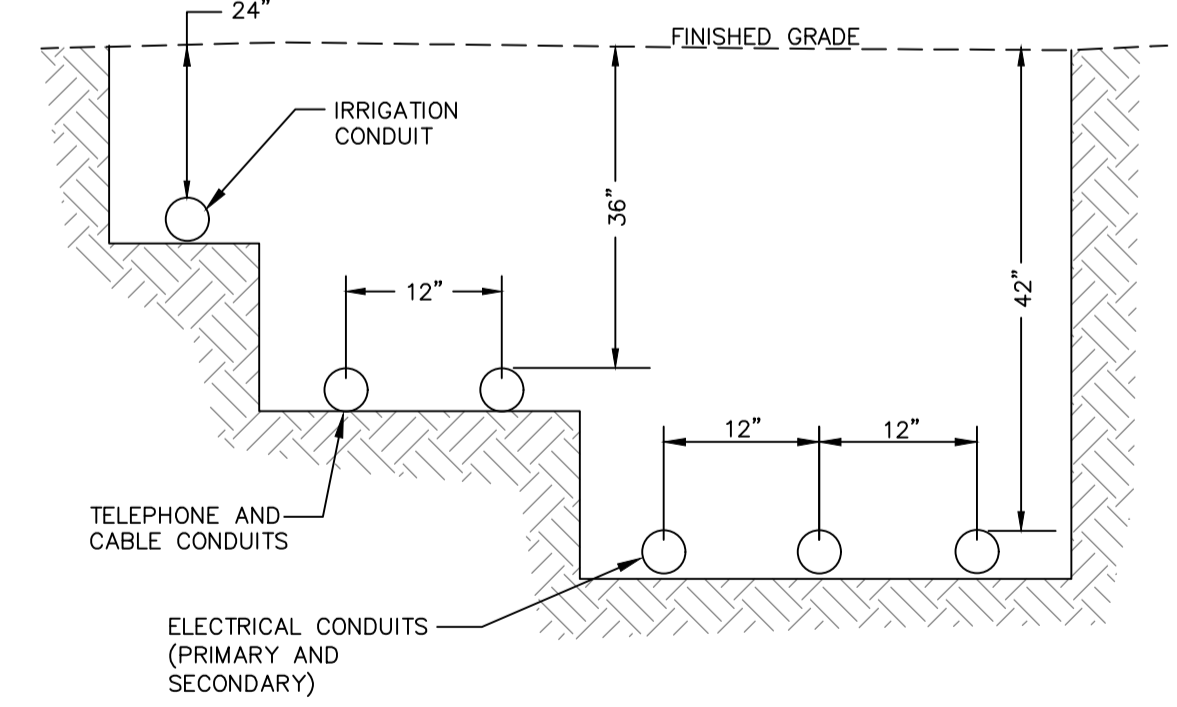 24”
FINISHED GRADE
IRRIGATION
CONDUIT
36”
12”
42”
12”
12”
TELEPHONE AND
CABLE CONDUITS
ELECTRICAL CONDUITS
(PRIMARY AND
SECONDARY)